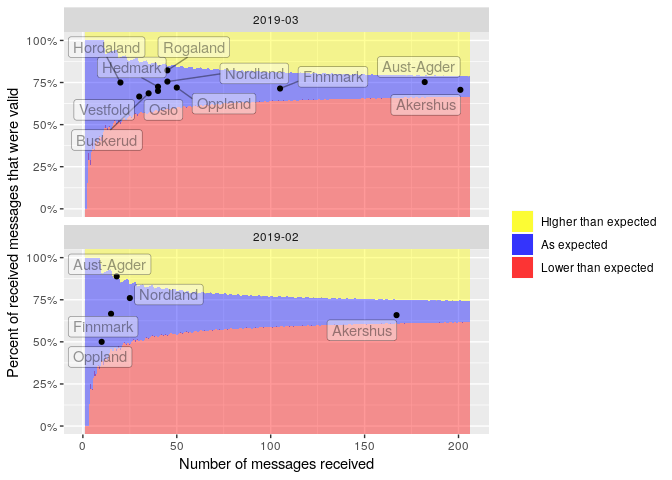 2019-03
100%
75%
50%
25%
0%
Hordaland
Rogaland
Hedmark
Nordland
Finnmark
Aust-Agder
Vestfold
Oslo
Oppland
Akershus
Buskerud
2019-02
100%
75%
50%
25%
0%
Aust-Agder
Nordland
Finnmark
Akershus
Oppland
0
50
100
150
200
Number of messages received
Percent of received messages that were valid
Higher than expected
As expected
Lower than expected